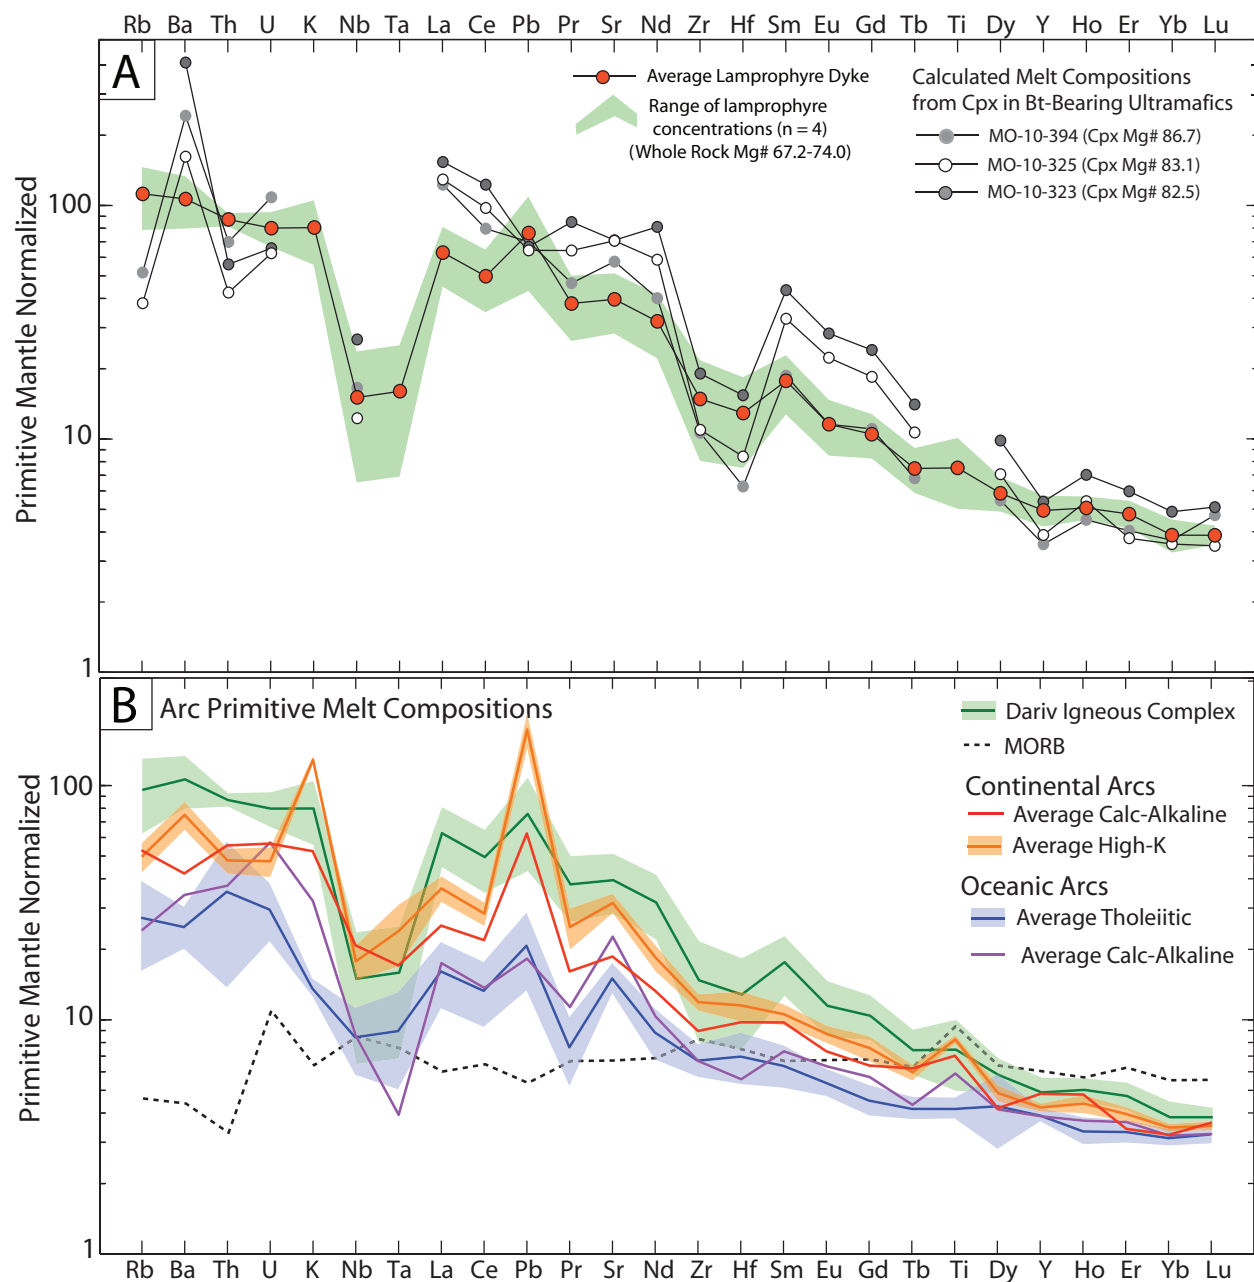 Rb Ba Th U K Nb Ta La Ce Pb Pr Sr Nd Zr Hf Sm Eu Gd Tb Ti Dy Y Ho Er Yb Lu
A
Average Lamprophyre Dyke
Range of lamprophyre
concentrations (n = 4)
(Whole Rock Mg# 67.2-74.0)
Calculated Melt Compositions
from Cpx in Bt-Bearing Ultramafics
MO-10-394 (Cpx Mg# 86.7)
MO-10-325 (Cpx Mg# 83.1)
MO-10-323 (Cpx Mg# 82.5)
Primitive Mantle Normalized
100
10
1
B
Arc Primitive Melt Compositions
Dariv Igneous Complex
MORB
Continental Arcs
Average Calc-Alkaline
Average High-K
Oceanic Arcs
Average Tholeiitic
Average Calc-Alkaline
Primitive Mantle Normalized
100
10
1
Rb Ba Th U K Nb Ta La Ce Pb Pr Sr Nd Zr Hf Sm Eu Gd Tb Ti Dy Y Ho Er Yb Lu